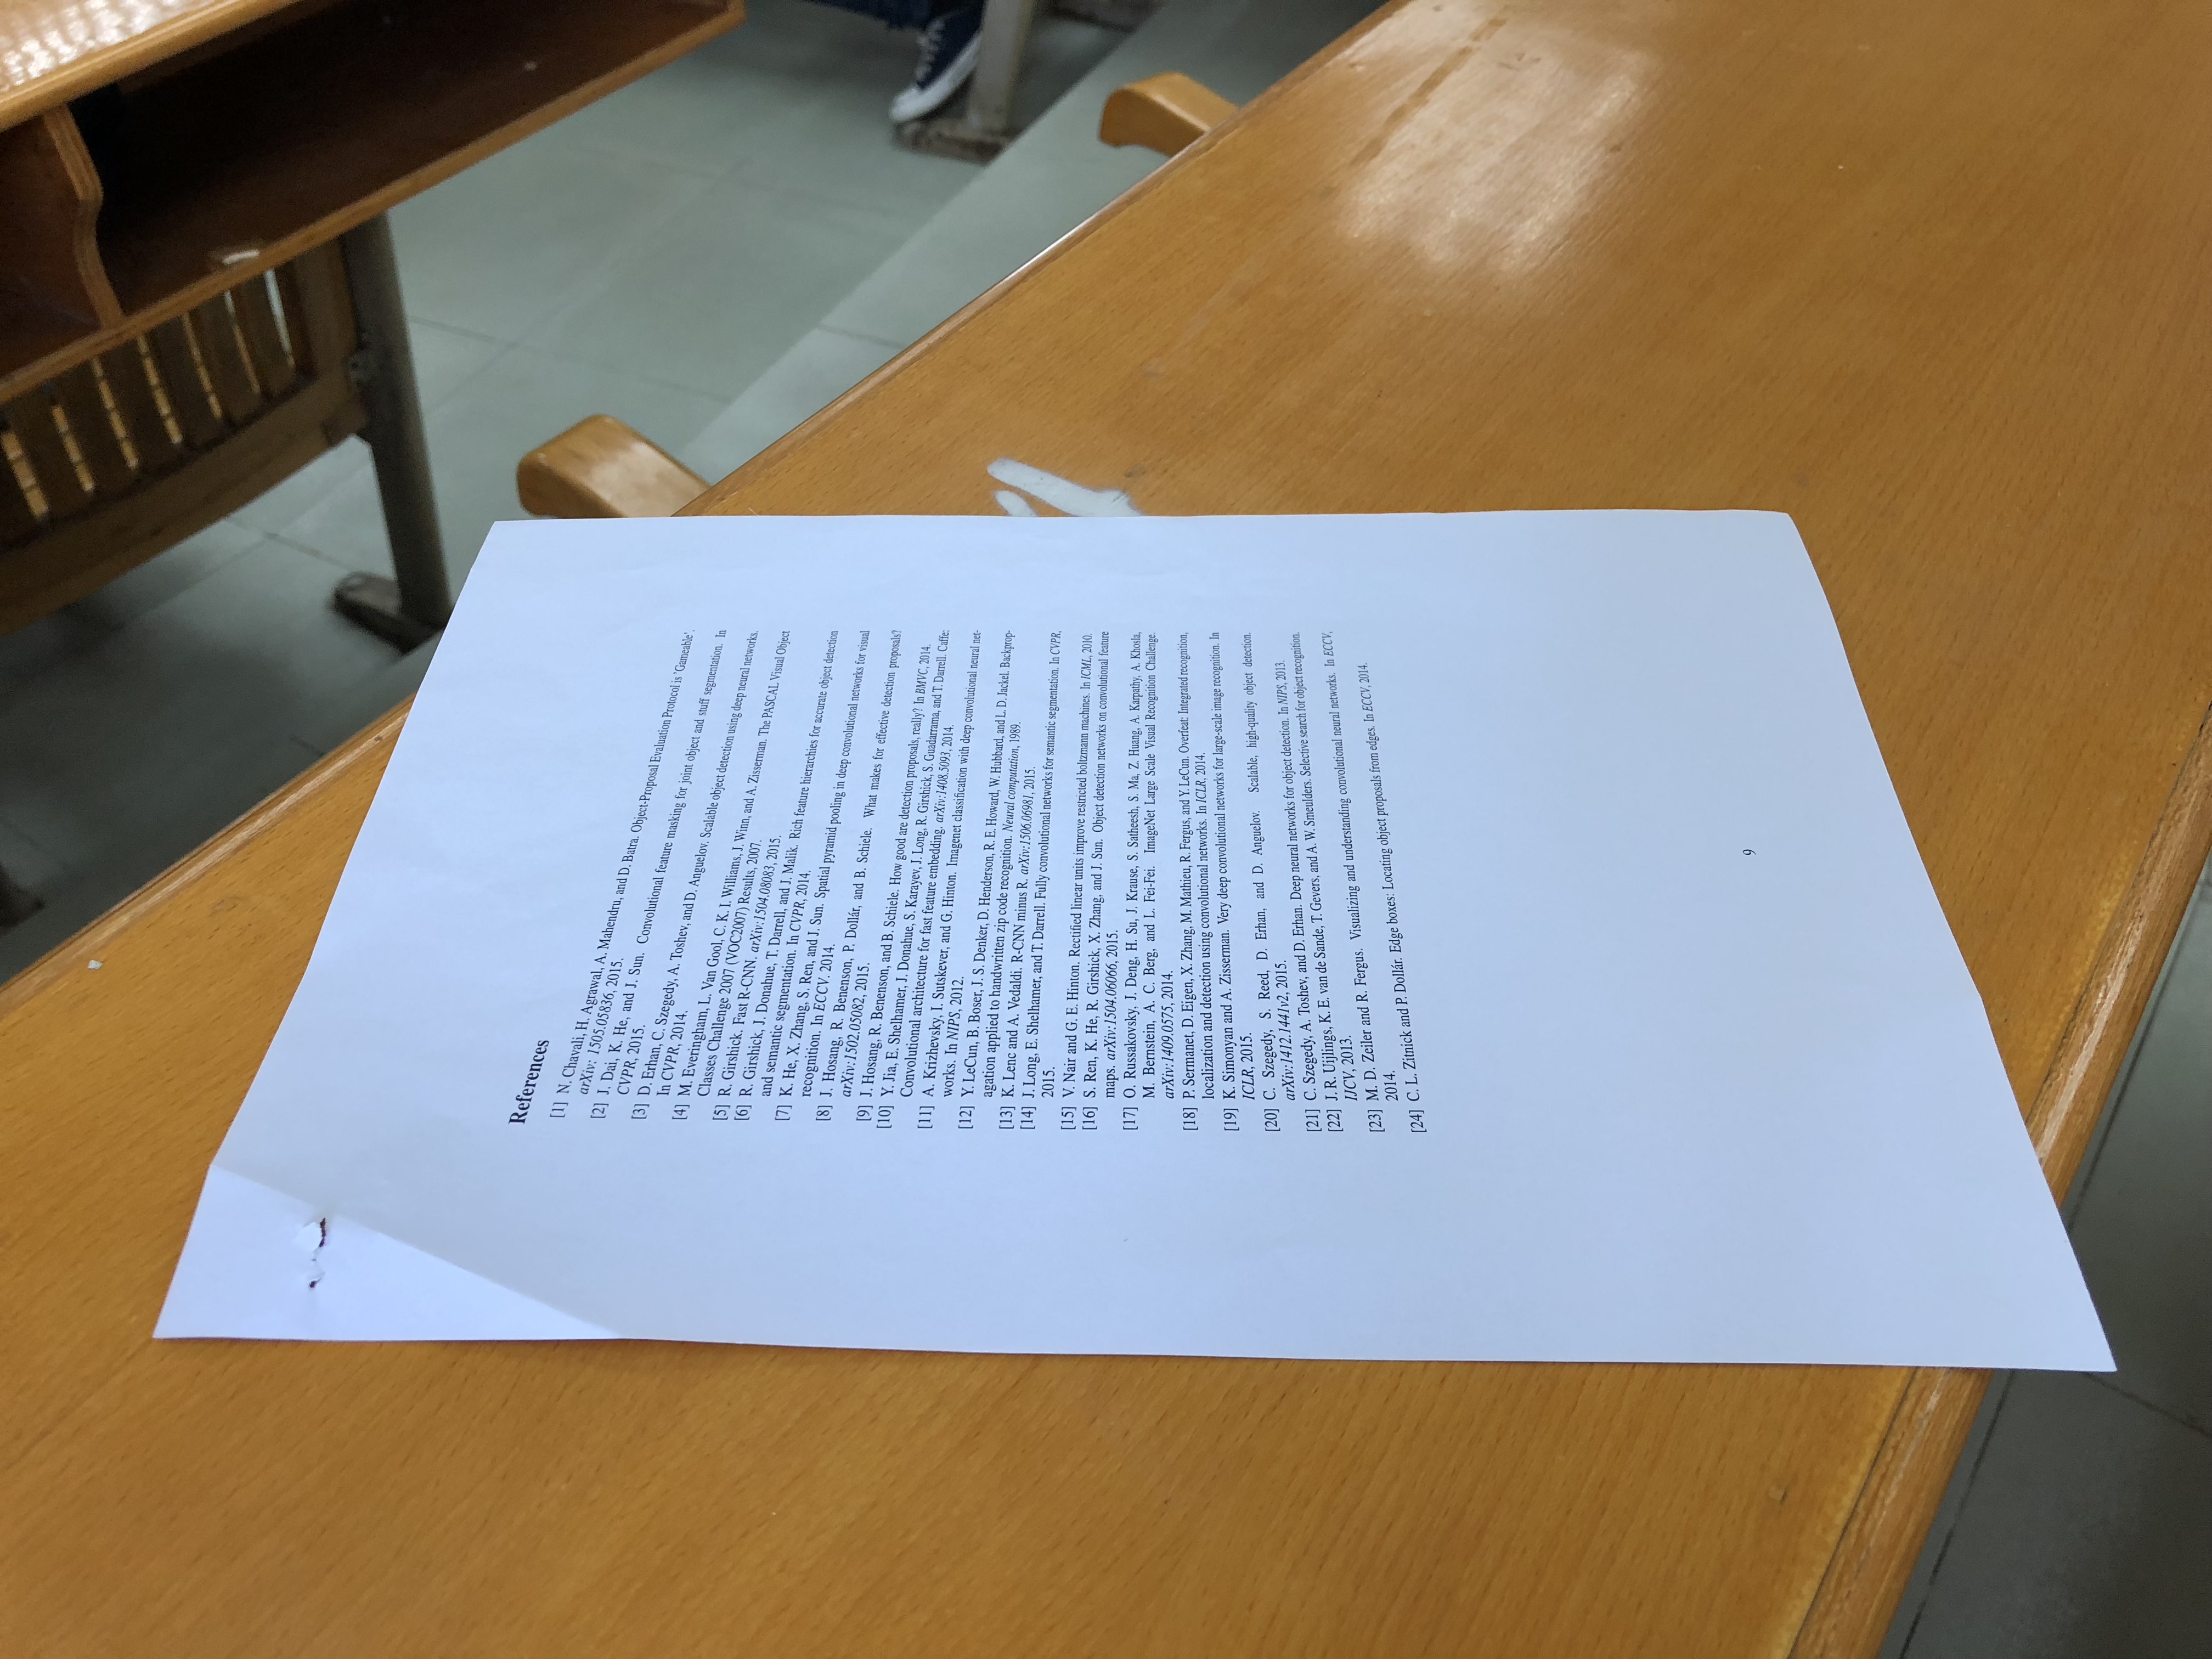 References
[1] N. Chavali, H. Agrawal, A. Mahendru, and D. Batra. Object-Proposal Evaluation Protocol is 'Gameable'.
arXiv: 1505.05836, 2015.
[2] J. Dai, K. He, and J. Sun. Convolutional feature masking for joint object and stuff segmentation. In
CVPR, 2015.
[3] D. Erhan, C. Szegedy, A. Toshev, and D. Anguelov. Scalable object detection using deep neural networks.
In CVPR, 2014.
[4] M. Everingham, L. Van Gool, C. K. I. Williams, J. Winn, and A. Zisserman. The PASCAL Visual Object
Classes Challenge 2007 (VOC2007) Results, 2007.
[5] R. Girshick. Fast R-CNN. arXiv:1504.08083, 2015.
[6] R. Girshick, J. Donahue, T. Darrell, and J. Malik. Rich feature hierarchies for accurate object detection
and semantic segmentation. In CVPR, 2014.
[7] K. He, X. Zhang, S. Ren, and J. Sun. Spatial pyramid pooling in deep convolutional networks for visual
recognition. In ECCV. 2014.
[8] J. Hosang, R. Benenson, P. Dollár, and B. Schiele. What makes for effective detection proposals?
arXiv:1502.05082, 2015.
[9] J. Hosang, R. Benenson, and B. Schiele. How good are detection proposals, really? In BMVC, 2014.
[10] Y. Jia, E. Shelhamer, J. Donahue, S. Karayev, J. Long, R. Girshick, S. Guadarrama, and T. Darrell. Caffe:
Convolutional architecture for fast feature embedding. arXiv:1408.5093, 2014.
[11] A. Krizhevsky, I. Sutskever, and G. Hinton. Imagenet classification with deep convolutional neural net-
works. In NIPS, 2012.
[12] Y. LeCun, B. Boser, J. S. Denker, D. Henderson, R. E. Howard, W. Hubbard, and L. D. Jackel. Backprop-
agation applied to handwritten zip code recognition. Neural computation, 1989.
[13] K. Lenc and A. Vedaldi. R-CNN minus R. arXiv:1506.06981, 2015.
[14] J. Long, E. Shelhamer, and T. Darrell. Fully convolutional networks for semantic segmentation. In CVPR,
2015.
[15] V. Nair and G. E. Hinton. Rectified linear units improve restricted boltzmann machines. In ICML, 2010.
[16] S. Ren, K. He, R. Girshick, X. Zhang, and J. Sun. Object detection networks on convolutional feature
maps. arXiv:1504.06066, 2015.
[17] O. Russakovsky, J. Deng, H. Su, J. Krause, S. Satheesh, S. Ma, Z. Huang, A. Karpathy, A. Khosla,
M. Bernstein, A. C. Berg, and L. Fei-Fei. ImageNet Large Scale Visual Recognition Challenge.
arXiv:1409.0575, 2014.
[18] P. Sermanet, D. Eigen, X. Zhang, M. Mathieu, R. Fergus, and Y. LeCun. Overfeat: Integrated recognition,
localization and detection using convolutional networks. In ICLR, 2014.
[19] K. Simonyan and A. Zisserman. Very deep convolutional networks for large-scale image recognition. In
ICLR, 2015.
[20] C. Szegedy, S. Reed, D. Erhan, and D. Anguelov. Scalable, high-quality object detection.
arXiv:1412.1441v2, 2015.
[21] C. Szegedy, A. Toshev, and D. Erhan. Deep neural networks for object detection. In NIPS, 2013.
[22] J. R. Uijlings, K. E. van de Sande, T. Gevers, and A. W. Smeulders. Selective search for object recognition.
IJCV, 2013.
[23] M. D. Zeiler and R. Fergus. Visualizing and understanding convolutional neural networks. In ECCV,
2014.
[24] C. L. Zitnick and P. Dollár. Edge boxes: Locating object proposals from edges. In ECCV, 2014.
9